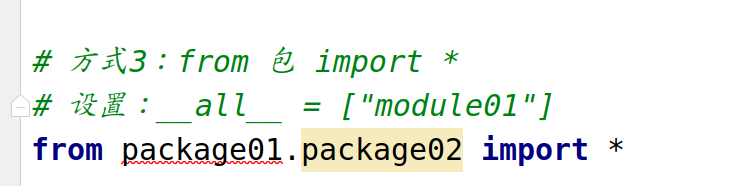 # 方式3：from 包 import *
# 设置：__all__ = ["module01"]
from package01.package02 import *